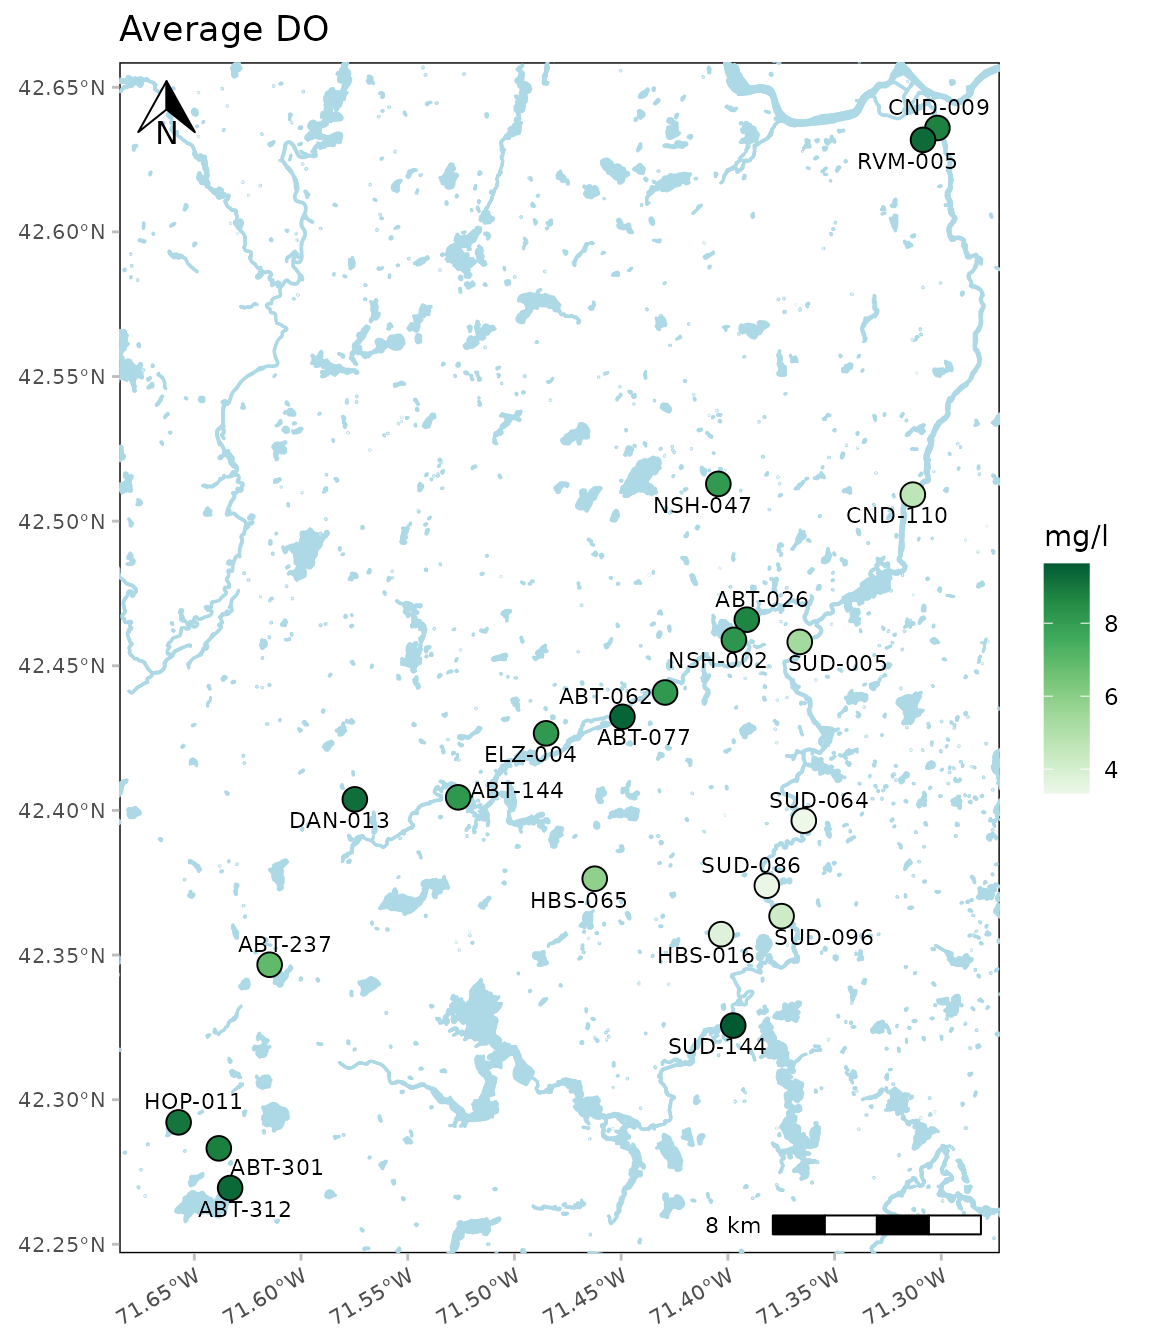 Average DO
42.65°N
N
CND-009
RVM-005
42.60°N
42.55°N
42.50°N
NSH-047
CND-110
mg/l
8
6
4
ABT-026
NSH-002
SUD-005
42.45°N
ABT-062
ABT-077
ELZ-004
ABT-144
DAN-013
42.40°N
SUD-064
SUD-086
HBS-065
SUD-096
HBS-016
ABT-237
42.35°N
SUD-144
42.30°N
HOP-011
ABT-301
ABT-312
8 km
42.25°N
71.65°W
71.60°W
71.55°W
71.50°W
71.45°W
71.40°W
71.35°W
71.30°W